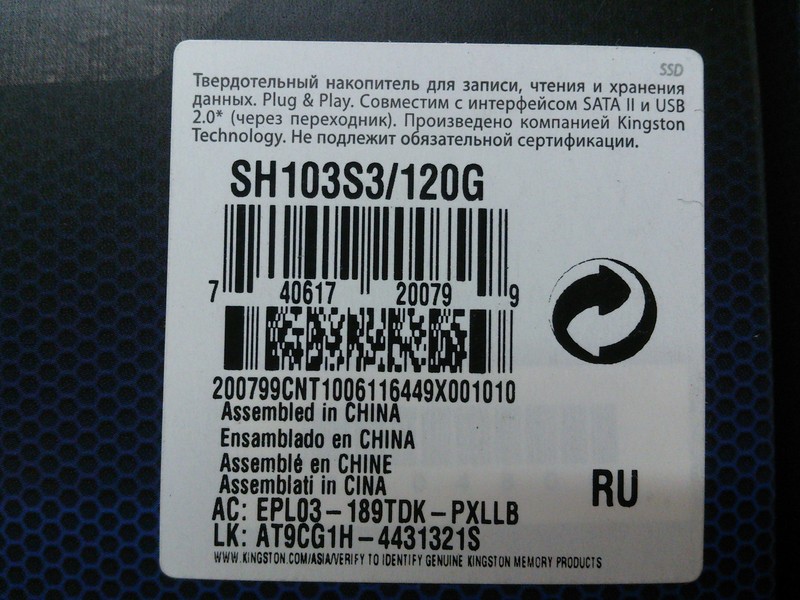 SSD
Твердотельный накопитель для записи, чтения и хранения
данных. Plug & Play. Совместим с интерфейсом SATA II и USB
2.0* (через переходник). Произведено компанией Kingston
Technology. Не подлежит обязательной сертификации.
SH103S3/120G
7 40617 20079 9
200799CNT1006116449X001010
Assembled in CHINA
Ensamblado en CHINA
Assemblé en CHINE
Assemblati in CINA
RU
AC: EPL03-189TDK-PXLLB
LK: AT9CG1H-4431321S
WWW.KINGSTON.COM/ASIA/VERIFY TO IDENTIFY GENUINE KINGSTON MEMORY PRODUCTS